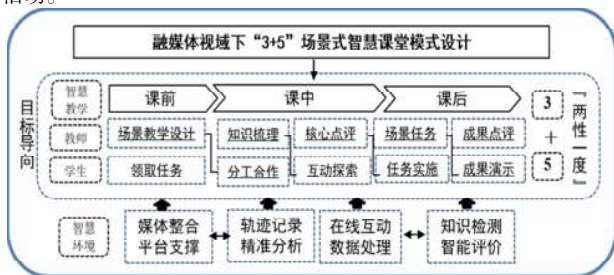 活动。
融媒体视域下“3+5”场景式智慧课堂模式设计
目标导向
智慧
教学
课前
课中
课后
教师
场景教学设计
知识梳理
核心点评
场景任务
成果点评
学生
领取任务
分工合作
互动探索
任务实施
成果演示
3
+
5
『两性一度』
智慧
环境
媒体整合
平台支撑
轨迹记录
精准分析
在线互动
数据处理
知识检测
智能评价